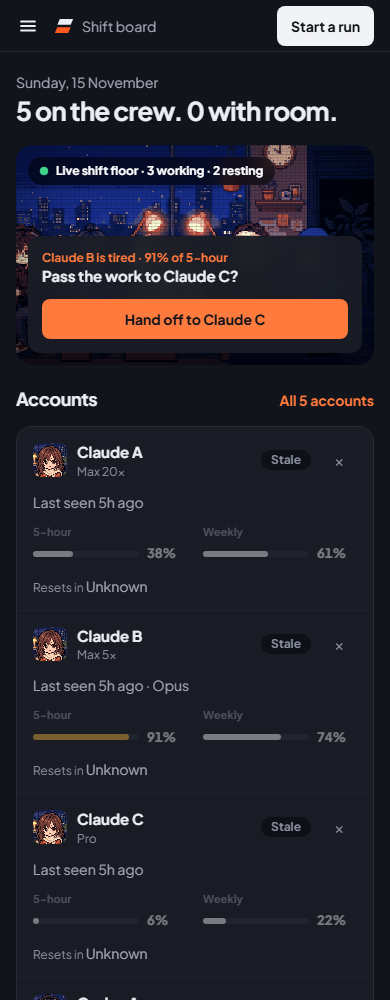 Shift board
Start a run
Sunday, 15 November
5 on the crew. 0 with room.
Live shift floor · 3 working · 2 resting
Claude B is tired · 91% of 5-hour
Pass the work to Claude C?
Hand off to Claude C
Accounts
All 5 accounts
Claude A
Max 20×
Stale
×
Last seen 5h ago
5-hour
Weekly
38%
61%
Resets in Unknown
Claude B
Max 5×
Stale
×
Last seen 5h ago · Opus
5-hour
Weekly
91%
74%
Resets in Unknown
Claude C
Pro
Stale
×
Last seen 5h ago
5-hour
Weekly
6%
22%
Resets in Unknown